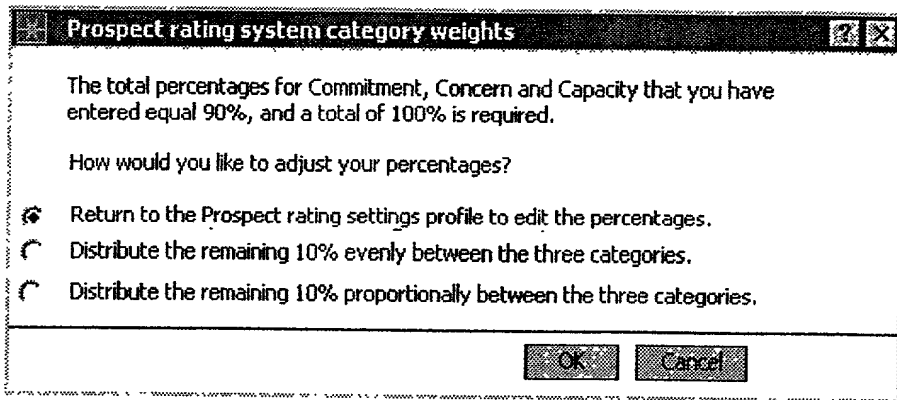 Prospect rating system category weights
? X
The total percentages for Commitment, Concern and Capacity that you have
entered equal 90%, and a total of 100% is required.
How would you like to adjust your percentages?
Return to the Prospect rating settings profile to edit the percentages.
Distribute the remaining 10% evenly between the three categories.
Distribute the remaining 10% proportionally between the three categories.
OK Cancel